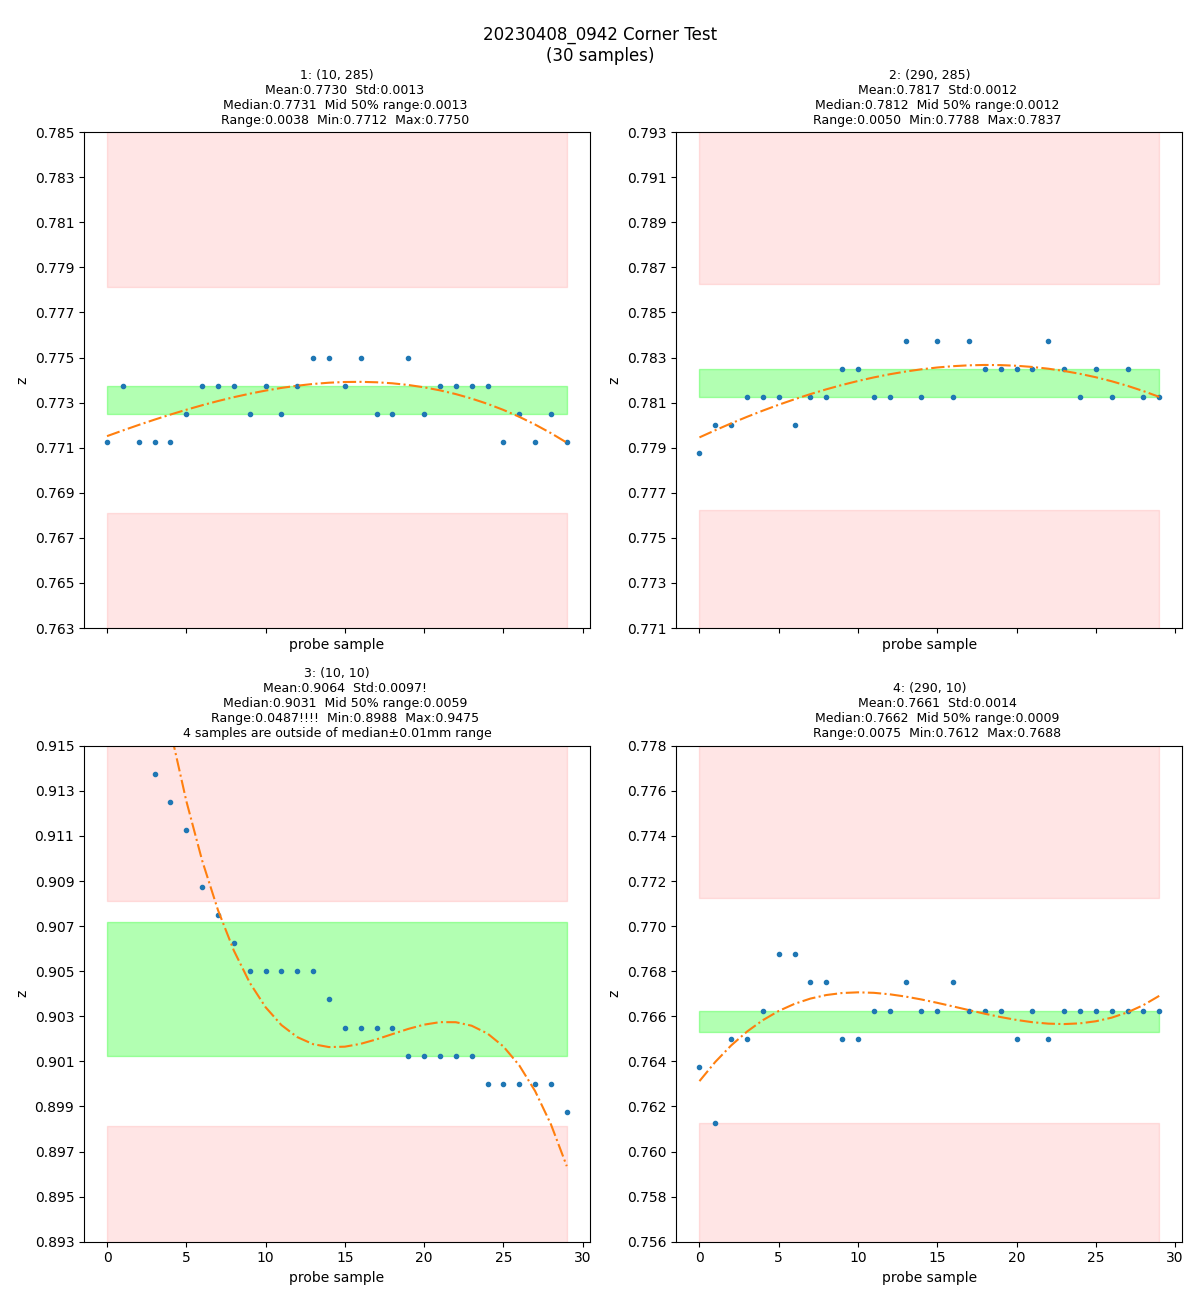 20230408_0942 Corner Test
(30 samples)
1: (10, 285)
Mean:0.7730  Std:0.0013
Median:0.7731  Mid 50% range:0.0013
Range:0.0038  Min:0.7712  Max:0.7750
0.785
0.783
0.781
0.779
0.777
0.775
0.773
0.771
0.769
0.767
0.765
0.763
z
probe sample
2: (290, 285)
Mean:0.7817  Std:0.0012
Median:0.7812  Mid 50% range:0.0012
Range:0.0050  Min:0.7788  Max:0.7837
0.793
0.791
0.789
0.787
0.785
0.783
0.781
0.779
0.777
0.775
0.773
0.771
z
probe sample
3: (10, 10)
Mean:0.9064  Std:0.0097!
Median:0.9031  Mid 50% range:0.0059
Range:0.0487!!!!  Min:0.8988  Max:0.9475
4 samples are outside of median±0.01mm range
0.915
0.913
0.911
0.909
0.907
0.905
0.903
0.901
0.899
0.897
0.895
0.893
z
0 5 10 15 20 25 30
probe sample
4: (290, 10)
Mean:0.7661  Std:0.0014
Median:0.7662  Mid 50% range:0.0009
Range:0.0075  Min:0.7612  Max:0.7688
0.778
0.776
0.774
0.772
0.770
0.768
0.766
0.764
0.762
0.760
0.758
0.756
z
0 5 10 15 20 25 30
probe sample